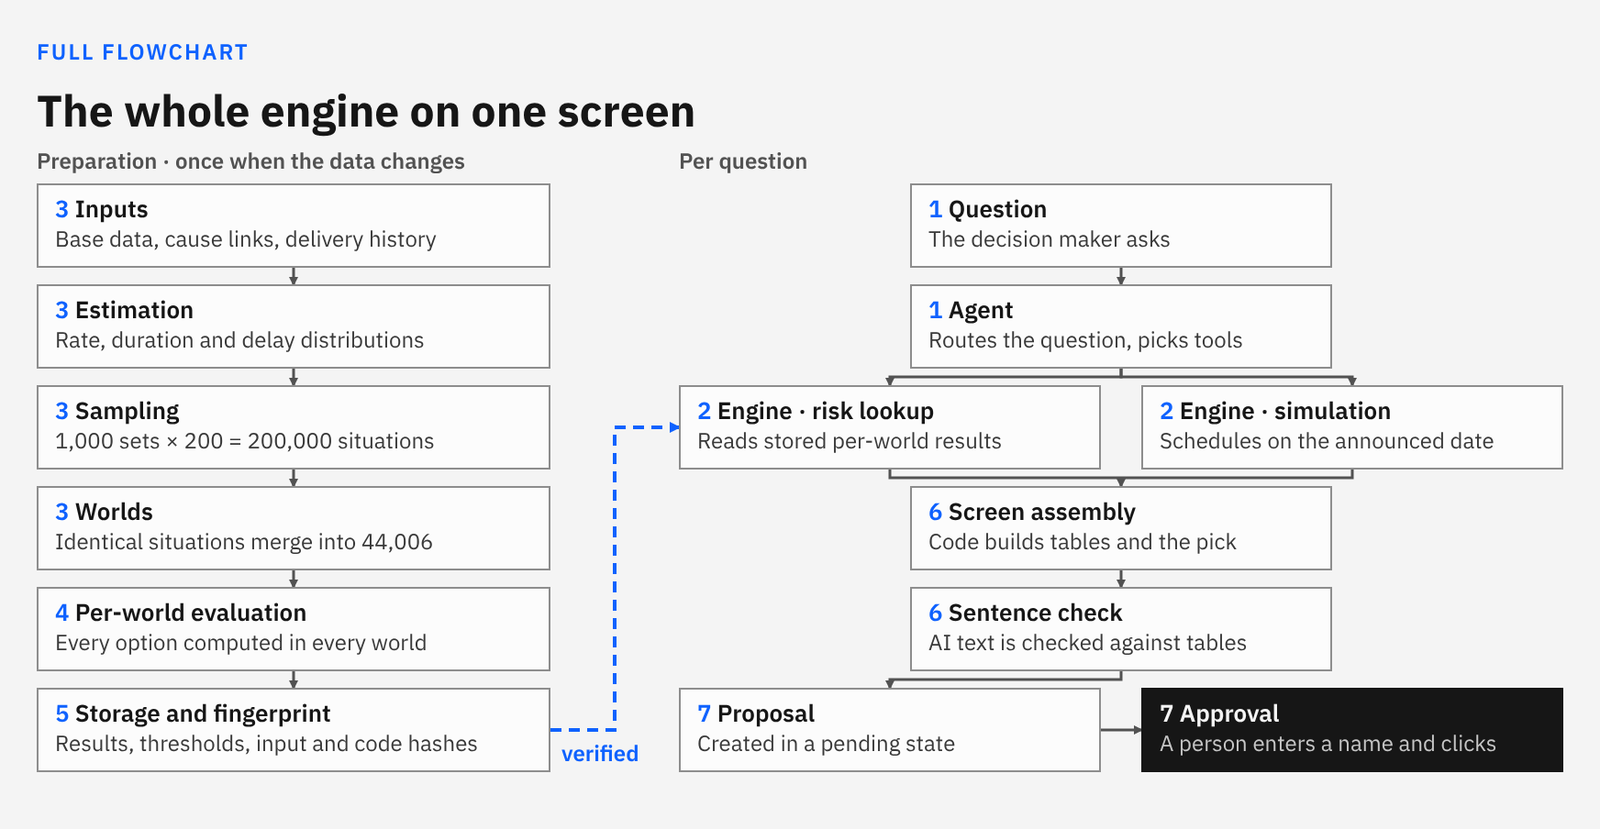 FULL FLOWCHART
The whole engine on one screen
Preparation · once when the data changes
3 Inputs
Base data, cause links, delivery history
3 Estimation
Rate, duration and delay distributions
3 Sampling
1,000 sets × 200 = 200,000 situations
3 Worlds
Identical situations merge into 44,006
4 Per-world evaluation
Every option computed in every world
5 Storage and fingerprint
Results, thresholds, input and code hashes
verified
Per question
1 Question
The decision maker asks
1 Agent
Routes the question, picks tools
2 Engine · risk lookup
Reads stored per-world results
2 Engine · simulation
Schedules on the announced date
6 Screen assembly
Code builds tables and the pick
6 Sentence check
AI text is checked against tables
7 Proposal
Created in a pending state
7 Approval
A person enters a name and clicks